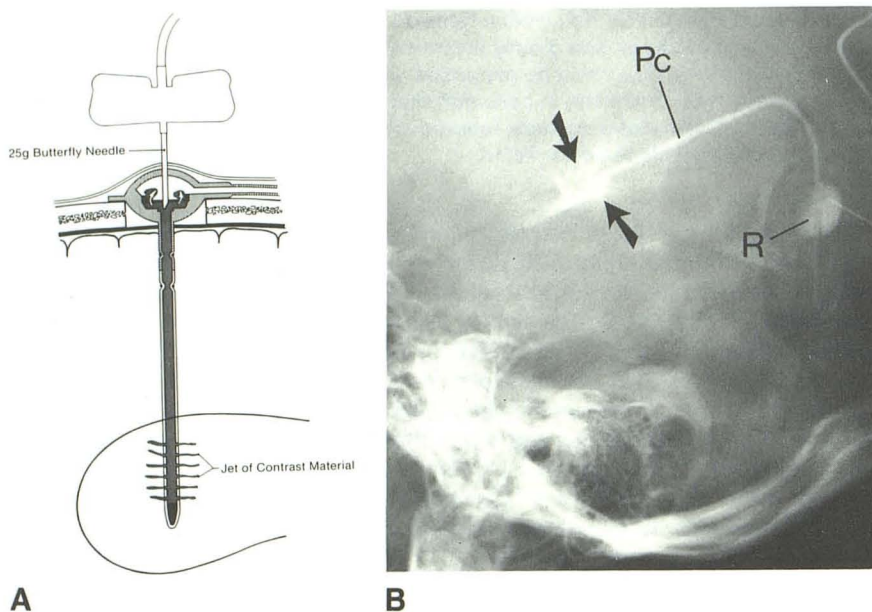 25g Butterfly Needle
Jet of Contrast Material
A
Pc
R
B